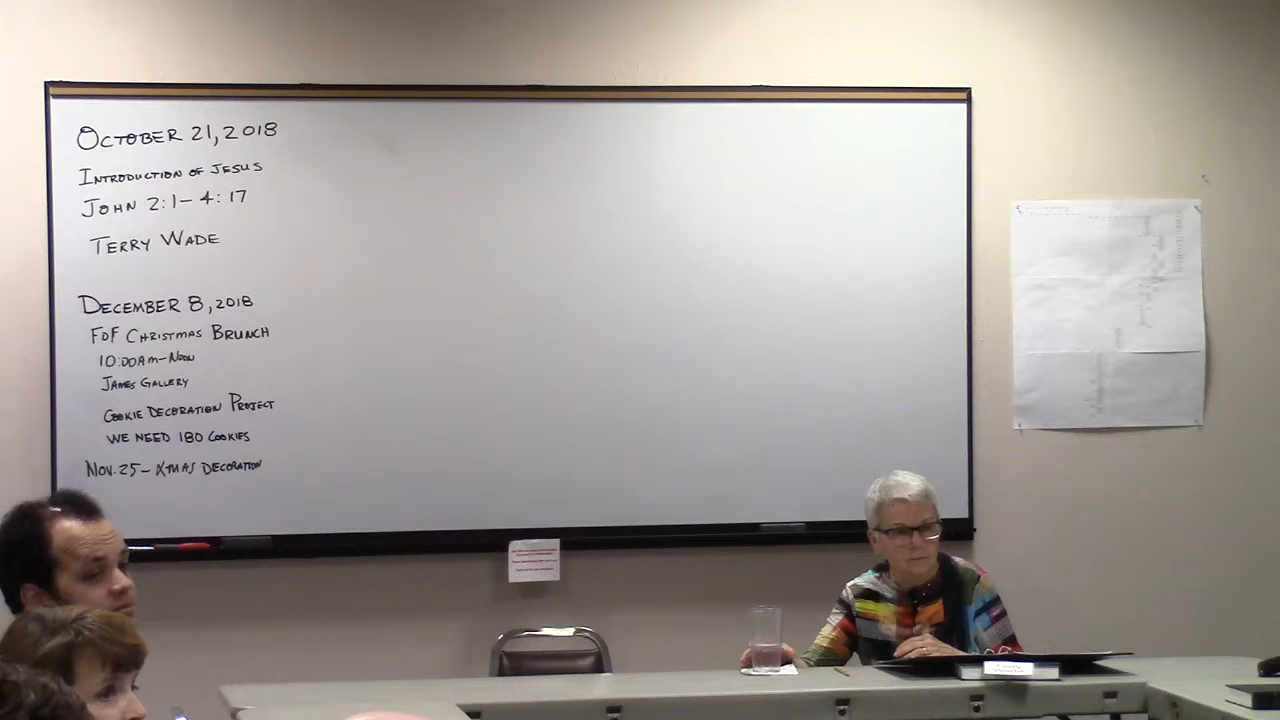 OCTOBER 21, 2018
INTRODUCTION OF JESUS
JOHN 2:1-4:17
TERRY WADE
DECEMBER 8, 2018
FOF CHRISTMAS BRUNCH
10:00AM-NOON
JAMES GALLERY
COOKIE DECORATION PROJECT
WE NEED 180 COOKIES
NOV. 25- XMAS DECORATION